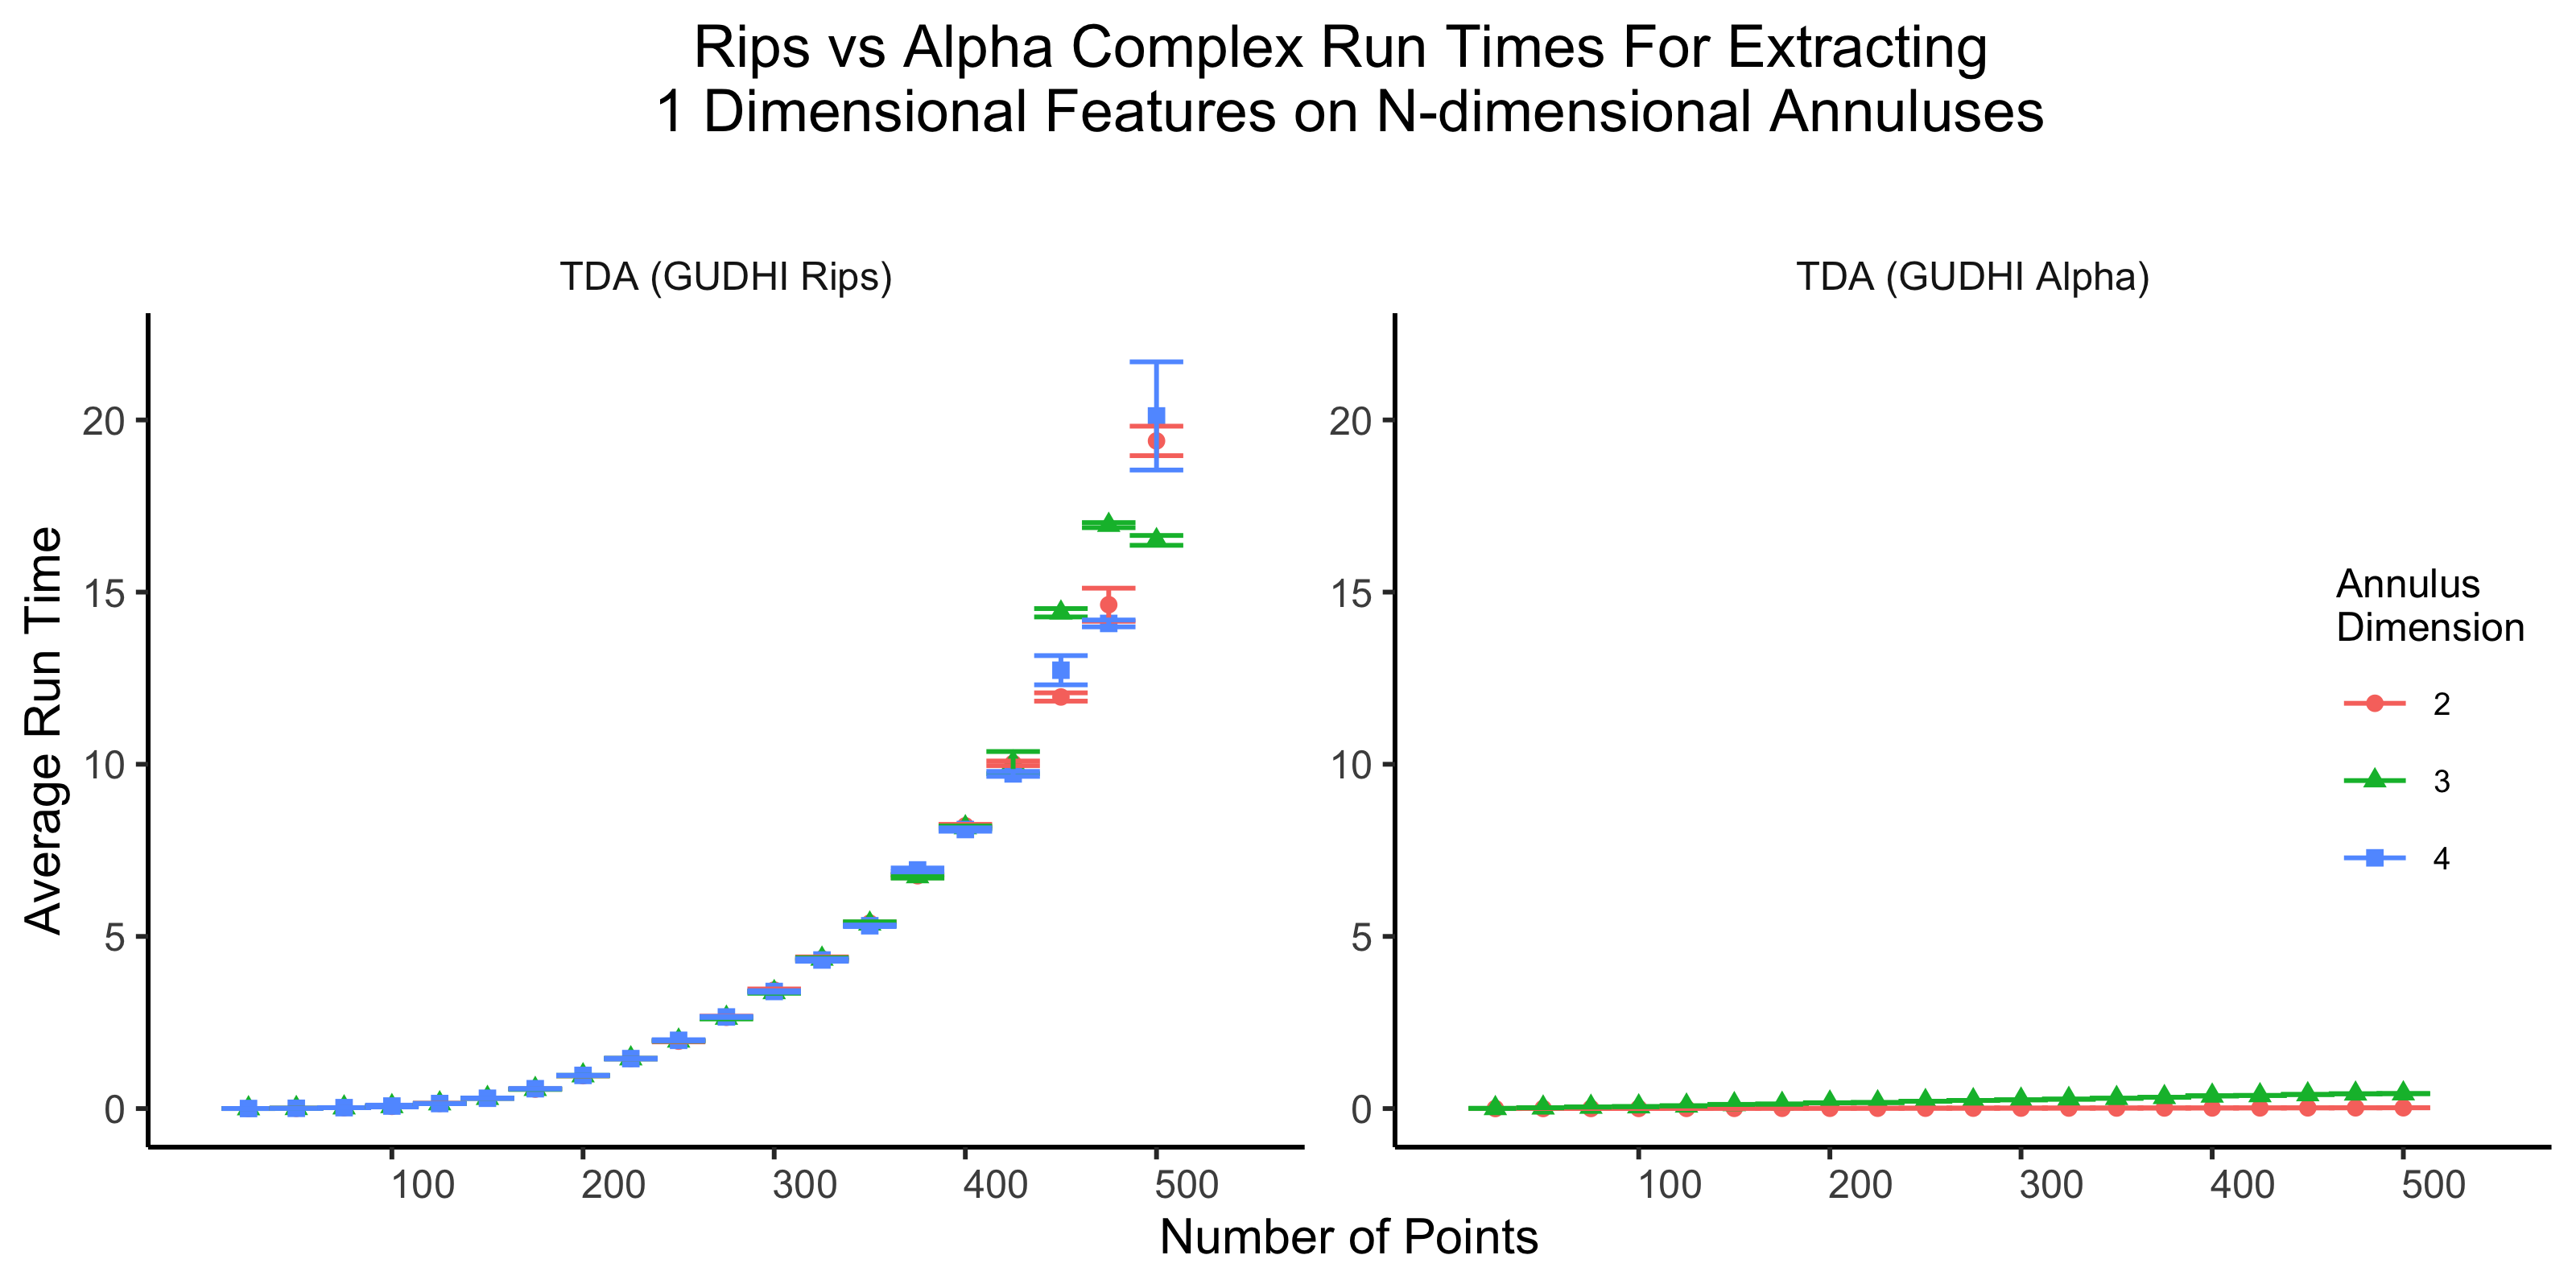 Rips vs Alpha Complex Run Times For Extracting
1 Dimensional Features on N-dimensional Annuluses
TDA (GUDHI Rips)
TDA (GUDHI Alpha)
Average Run Time
20
15
10
5
0
100 200 300 400 500
20
15
10
5
0
100 200 300 400 500
Number of Points
Annulus
Dimension
2
3
4